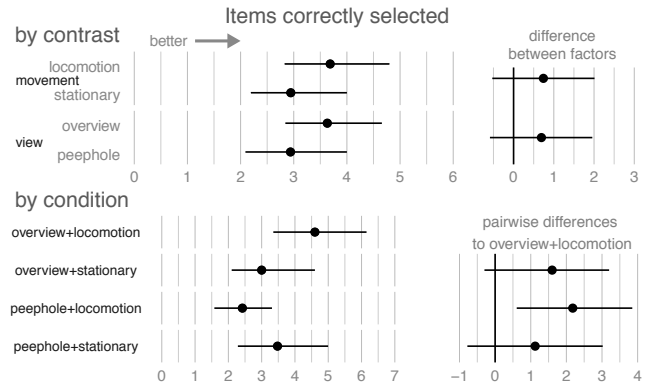 Items correctly selected
by contrast
better
difference
between factors
locomotion
movement
stationary
overview
view
peephole
0 1 2 3 4 5 6
0 1 2 3
by condition
pairwise differences
to overview+locomotion
overview+locomotion
overview+stationary
peephole+locomotion
peephole+stationary
0 1 2 3 4 5 6 7
−1 0 1 2 3 4